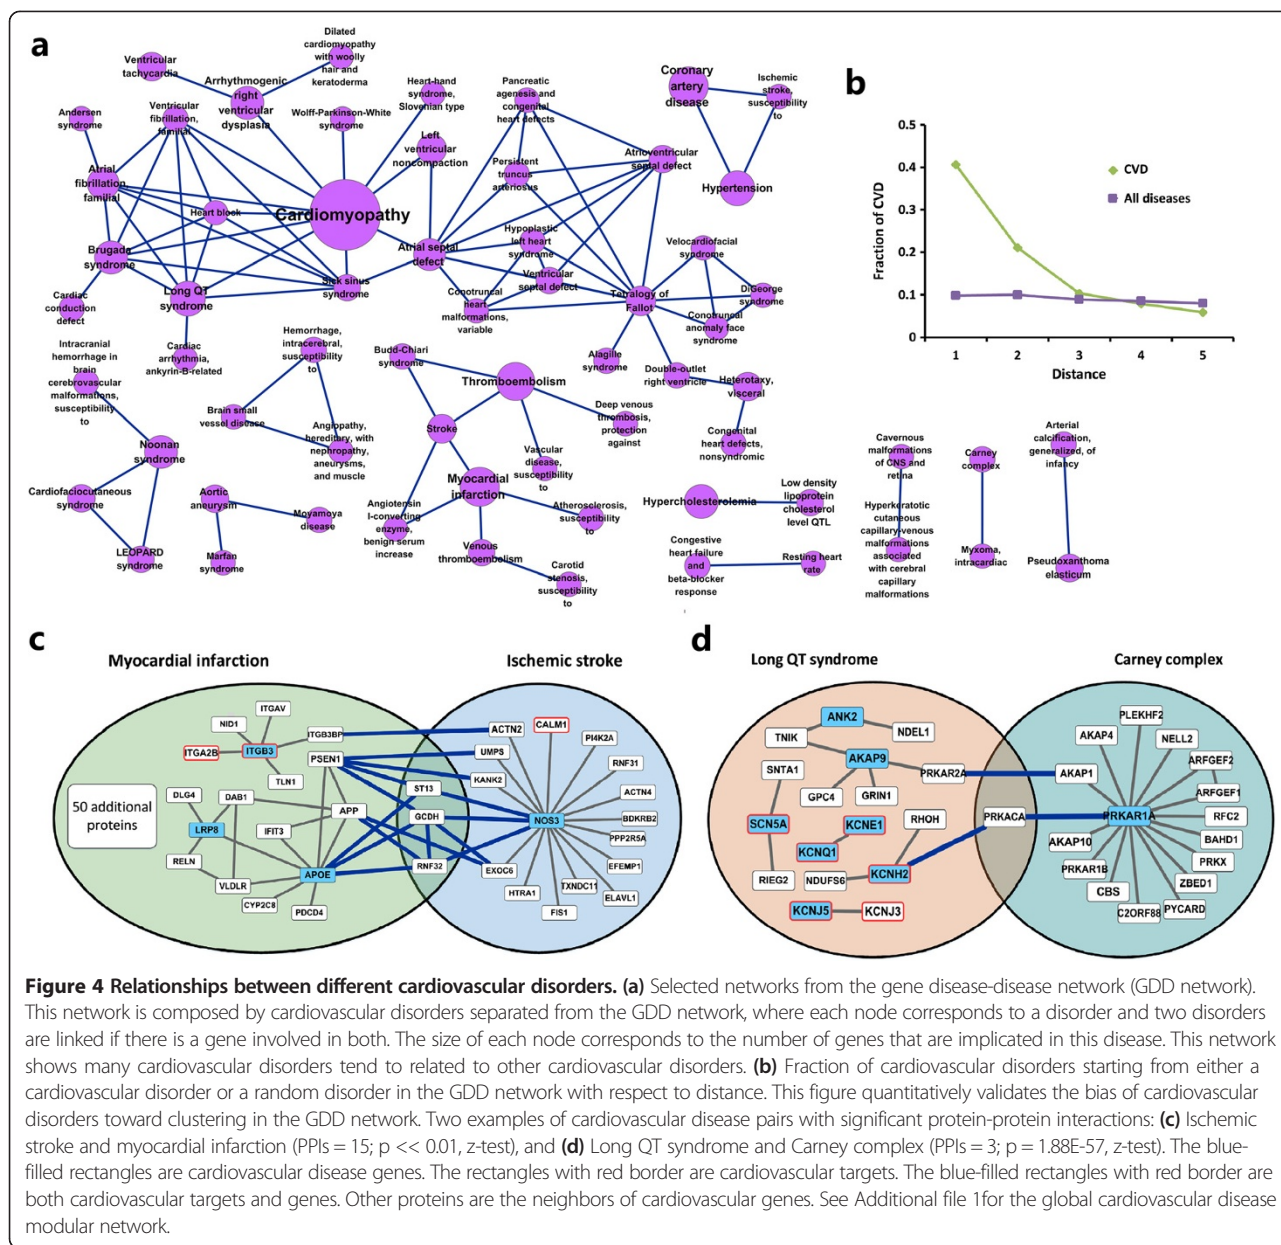 a
Ventricular
tachycardia
Dilated
cardiomyopathy
with woolly
hair and
keratoderma
Arrhythmogenic
right
ventricular
dysplasia
Andersen
syndrome
Ventricular
fibrillation,
familial
Wolff-Parkinson-White
syndrome
Heart-hand
syndrome,
Slovenian type
Left
ventricular
noncompaction
Pancreatic
agenesis and
congenital
heart defects
Persistent
truncus
arteriosus
Atrioventricular
septal defect
Coronary
artery
disease
Ischemic
stroke,
susceptibility
to
Hypertension
Atrial
fibrillation,
familial
Heart block
Cardiomyopathy
Brugada
syndrome
Long QT
syndrome
Sick sinus
syndrome
Atrial septal
defect
Hypoplastic
left heart
syndrome
Ventricular
septal defect
Conotruncal
heart
malformations,
variable
Velocardiofacial
syndrome
Tetralogy of
Fallot
DiGeorge
syndrome
Conotruncal
anomaly face
syndrome
Cardiac
conduction
defect
Cardiac
arrhythmia,
ankyrin-B-related
Alagille
syndrome
Double-outlet
right ventricle
Heterotaxy,
visceral
Congenital
heart defects,
nonsyndromic
Intracranial
hemorrhage in
brain
cerebrovascular
malformations,
susceptibility
to
Hemorrhage,
intracerebral,
susceptibility
to
Brain small
vessel disease
Angiopathy,
hereditary, with
nephropathy,
aneurysms,
and muscle
Budd-Chiari
syndrome
Thromboembolism
Deep venous
thrombosis,
protection
against
Stroke
Vascular
disease,
susceptibility
to
Myocardial
infarction
Atherosclerosis,
susceptibility
to
Angiotensin
I-converting
enzyme,
benign serum
increase
Venous
thromboembolism
Carotid
stenosis,
susceptibility
to
Noonan
syndrome
Cardiofaciocutaneous
syndrome
LEOPARD
syndrome
Aortic
aneurysm
Moyamoya
disease
Marfan
syndrome
Hypercholesterolemia
Low density
lipoprotein
cholesterol
level QTL
Congestive
heart failure
and
beta-blocker
response
Resting heart
rate
Cavernous
malformations
of CNS and
retina
Hyperkeratotic
cutaneous
capillary-venous
malformations
associated
with cerebral
capillary
malformations
Carney
complex
Myxoma,
intracardiac
Arterial
calcification,
generalized, of
infancy
Pseudoxanthoma
elasticum
b
Fraction of CVD
0.5
0.4
0.3
0.2
0.1
0
1 2 3 4 5
Distance
CVD
All diseases
c
Myocardial infarction
Ischemic stroke
ITGAV
NID1
ITGB3BP
ITGA2B
ITGB3
PSEN1
TLN1
50 additional
proteins
DLG4
DAB1
APP
LRP8
IFIT3
RELN
VLDLR
APOE
CYP2C8
PDCD4
ST13
GCDH
RNF32
ACTN2
CALM1
UMPS
PI4K2A
KANK2
RNF31
ACTN4
NOS3
BDKRB2
PPP2R5A
EXOC6
EFEMP1
HTRA1
TXNDC11
ELAVL1
FIS1
d
Long QT syndrome
Carney complex
ANK2
TNIK
NDEL1
AKAP9
SNTA1
PRKAR2A
GPC4
GRIN1
SCN5A
KCNE1
RHOH
KCNQ1
RIEG2
NDUFS6
KCNH2
KCNJ5
KCNJ3
PRKACA
PLEKHF2
AKAP4
NELL2
AKAP1
ARFGEF2
ARFGEF1
PRKAR1A
RFC2
AKAP10
BAHD1
PRKAR1B
PRKX
CBS
ZBED1
C2ORF88
PYCARD
Figure 4 Relationships between different cardiovascular disorders. (a) Selected networks from the gene disease-disease network (GDD network).
This network is composed by cardiovascular disorders separated from the GDD network, where each node corresponds to a disorder and two disorders
are linked if there is a gene involved in both. The size of each node corresponds to the number of genes that are implicated in this disease. This network
shows many cardiovascular disorders tend to related to other cardiovascular disorders. (b) Fraction of cardiovascular disorders starting from either a
cardiovascular disorder or a random disorder in the GDD network with respect to distance. This figure quantitatively validates the bias of cardiovascular
disorders toward clustering in the GDD network. Two examples of cardiovascular disease pairs with significant protein-protein interactions: (c) Ischemic
stroke and myocardial infarction (PPIs = 15; p << 0.01, z-test), and (d) Long QT syndrome and Carney complex (PPIs = 3; p = 1.88E-57, z-test). The blue-
filled rectangles are cardiovascular disease genes. The rectangles with red border are cardiovascular targets. The blue-filled rectangles with red border are
both cardiovascular targets and genes. Other proteins are the neighbors of cardiovascular genes. See Additional file 1for the global cardiovascular disease
modular network.